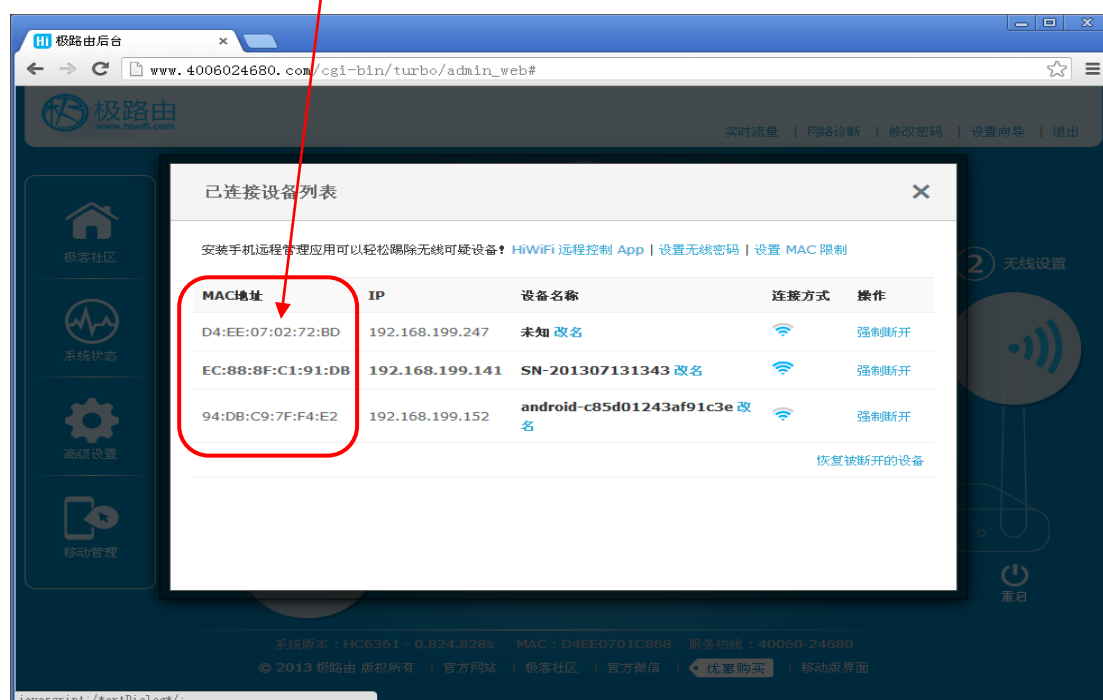 极路由后台
www.4006024680.com/cgi-bin/turbo/admin_web#
极路由
www.hiwifi.com
实时流量 | 网络诊断 | 修改密码 | 设置向导 | 退出
已连接设备列表
安装手机远程管理应用可以轻松踢除无线可疑设备! HiWiFi 远程控制 App | 设置无线密码 | 设置 MAC 限制
极客社区
2 无线设置
MAC地址 IP 设备名称 连接方式 操作
D4:EE:07:02:72:BD 192.168.199.247 未知 改名 强制断开
系统状态
EC:88:8F:C1:91:DB 192.168.199.141 SN-201307131343 改名 强制断开
94:DB:C9:7F:F4:E2 192.168.199.152 android-c85d01243af91c3e 改
名 强制断开
高级设置
恢复被断开的设备
移动管理
重启
系统版本：HC6361 - 0.824.828s MAC：D4EE0701C868 服务热线：40060-24680
© 2013 极路由 版权所有 | 官方网站 | 极客社区 | 官方微信 | 优惠购买 | 移动版界面